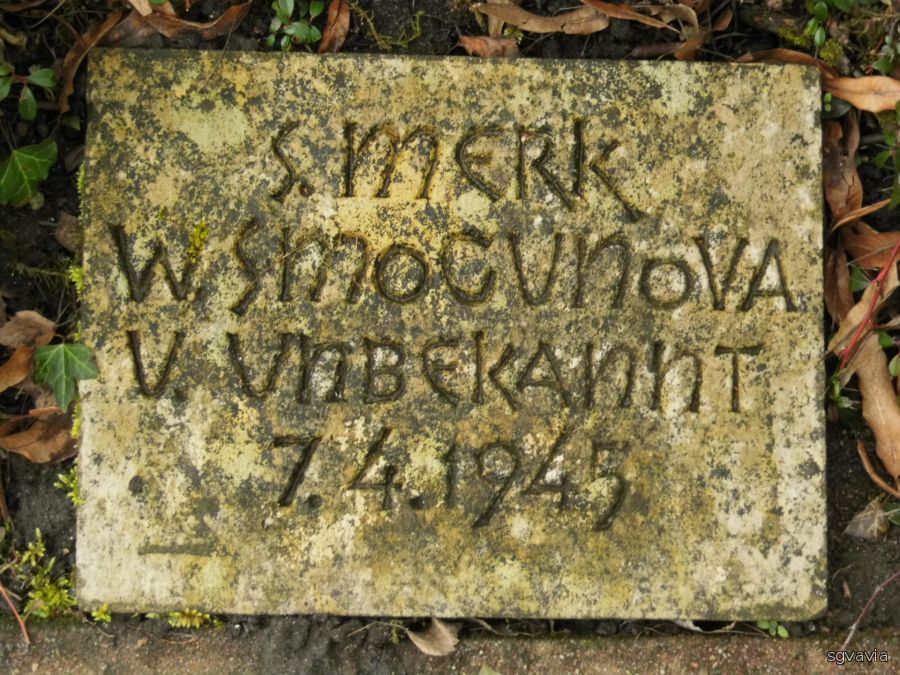 S. MERK
W. SMOGUNOVA
U. UNBEKANNT
7.4.1945
sgvavia